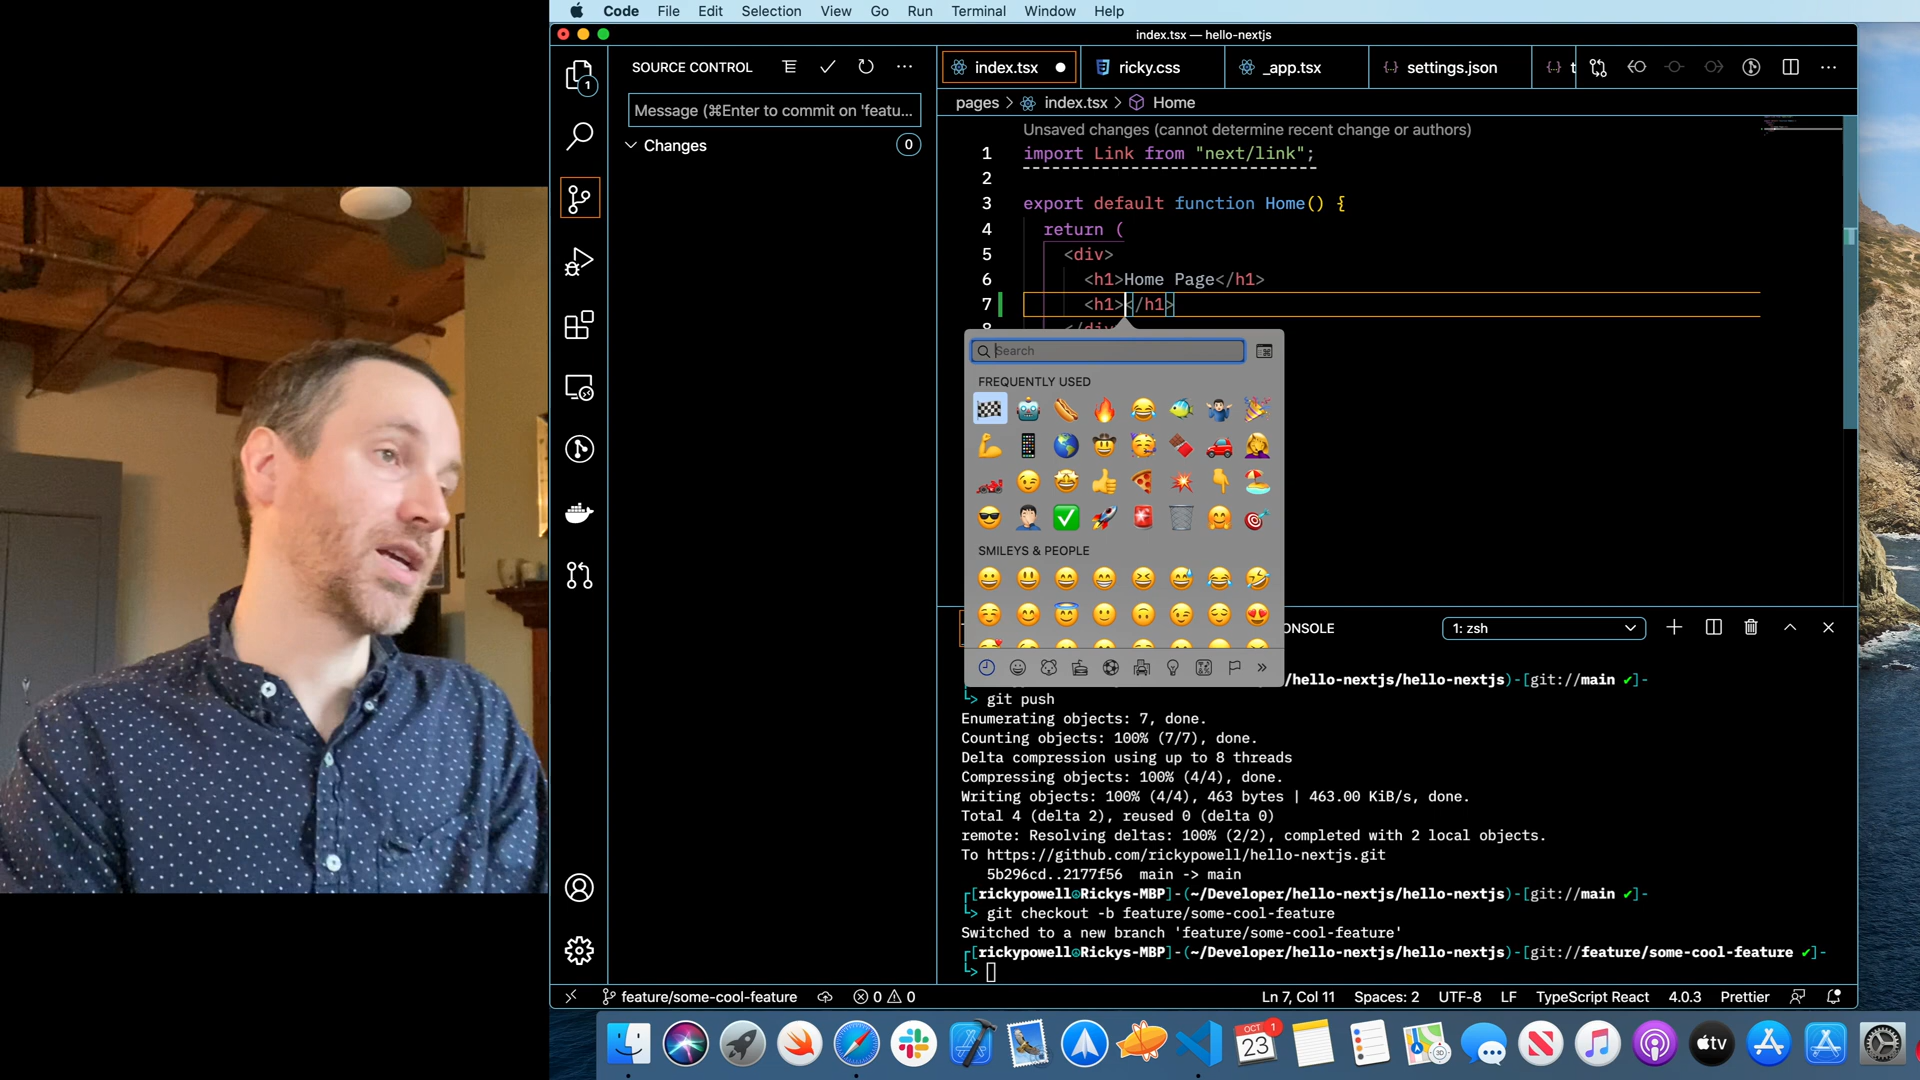 Code File Edit Selection View Go Run Terminal Window Help
index.tsx — hello-nextjs
1
SOURCE CONTROL
index.tsx
ricky.css
_app.tsx
settings.json
t
Message (⌘Enter to commit on 'featu...
Changes
0
pages > index.tsx > Home
Unsaved changes (cannot determine recent change or authors)
1 import Link from "next/link";
2
3 export default function Home() {
4 return (
5 <div>
6 <h1>Home Page</h1>
7 <h1></h1>
8 </div>
Search
FREQUENTLY USED
SMILEYS & PEOPLE
ONSOLE
1: zsh
/hello-nextjs/hello-nextjs)-[git://main ✔]-
└> git push
Enumerating objects: 7, done.
Counting objects: 100% (7/7), done.
Delta compression using up to 8 threads
Compressing objects: 100% (4/4), done.
Writing objects: 100% (4/4), 463 bytes | 463.00 KiB/s, done.
Total 4 (delta 2), reused 0 (delta 0)
remote: Resolving deltas: 100% (2/2), completed with 2 local objects.
To https://github.com/rickypowell/hello-nextjs.git
5b296cd..2177f56 main -> main
┌[rickypowell☮Rickys-MBP]-(~/Developer/hello-nextjs/hello-nextjs)-[git://main ✔]-
└> git checkout -b feature/some-cool-feature
Switched to a new branch 'feature/some-cool-feature'
┌[rickypowell☮Rickys-MBP]-(~/Developer/hello-nextjs/hello-nextjs)-[git://feature/some-cool-feature ✔]-
└>
feature/some-cool-feature
0 0
Ln 7, Col 11 Spaces: 2 UTF-8 LF TypeScript React 4.0.3 Prettier
OCT 1
23
3D
tv